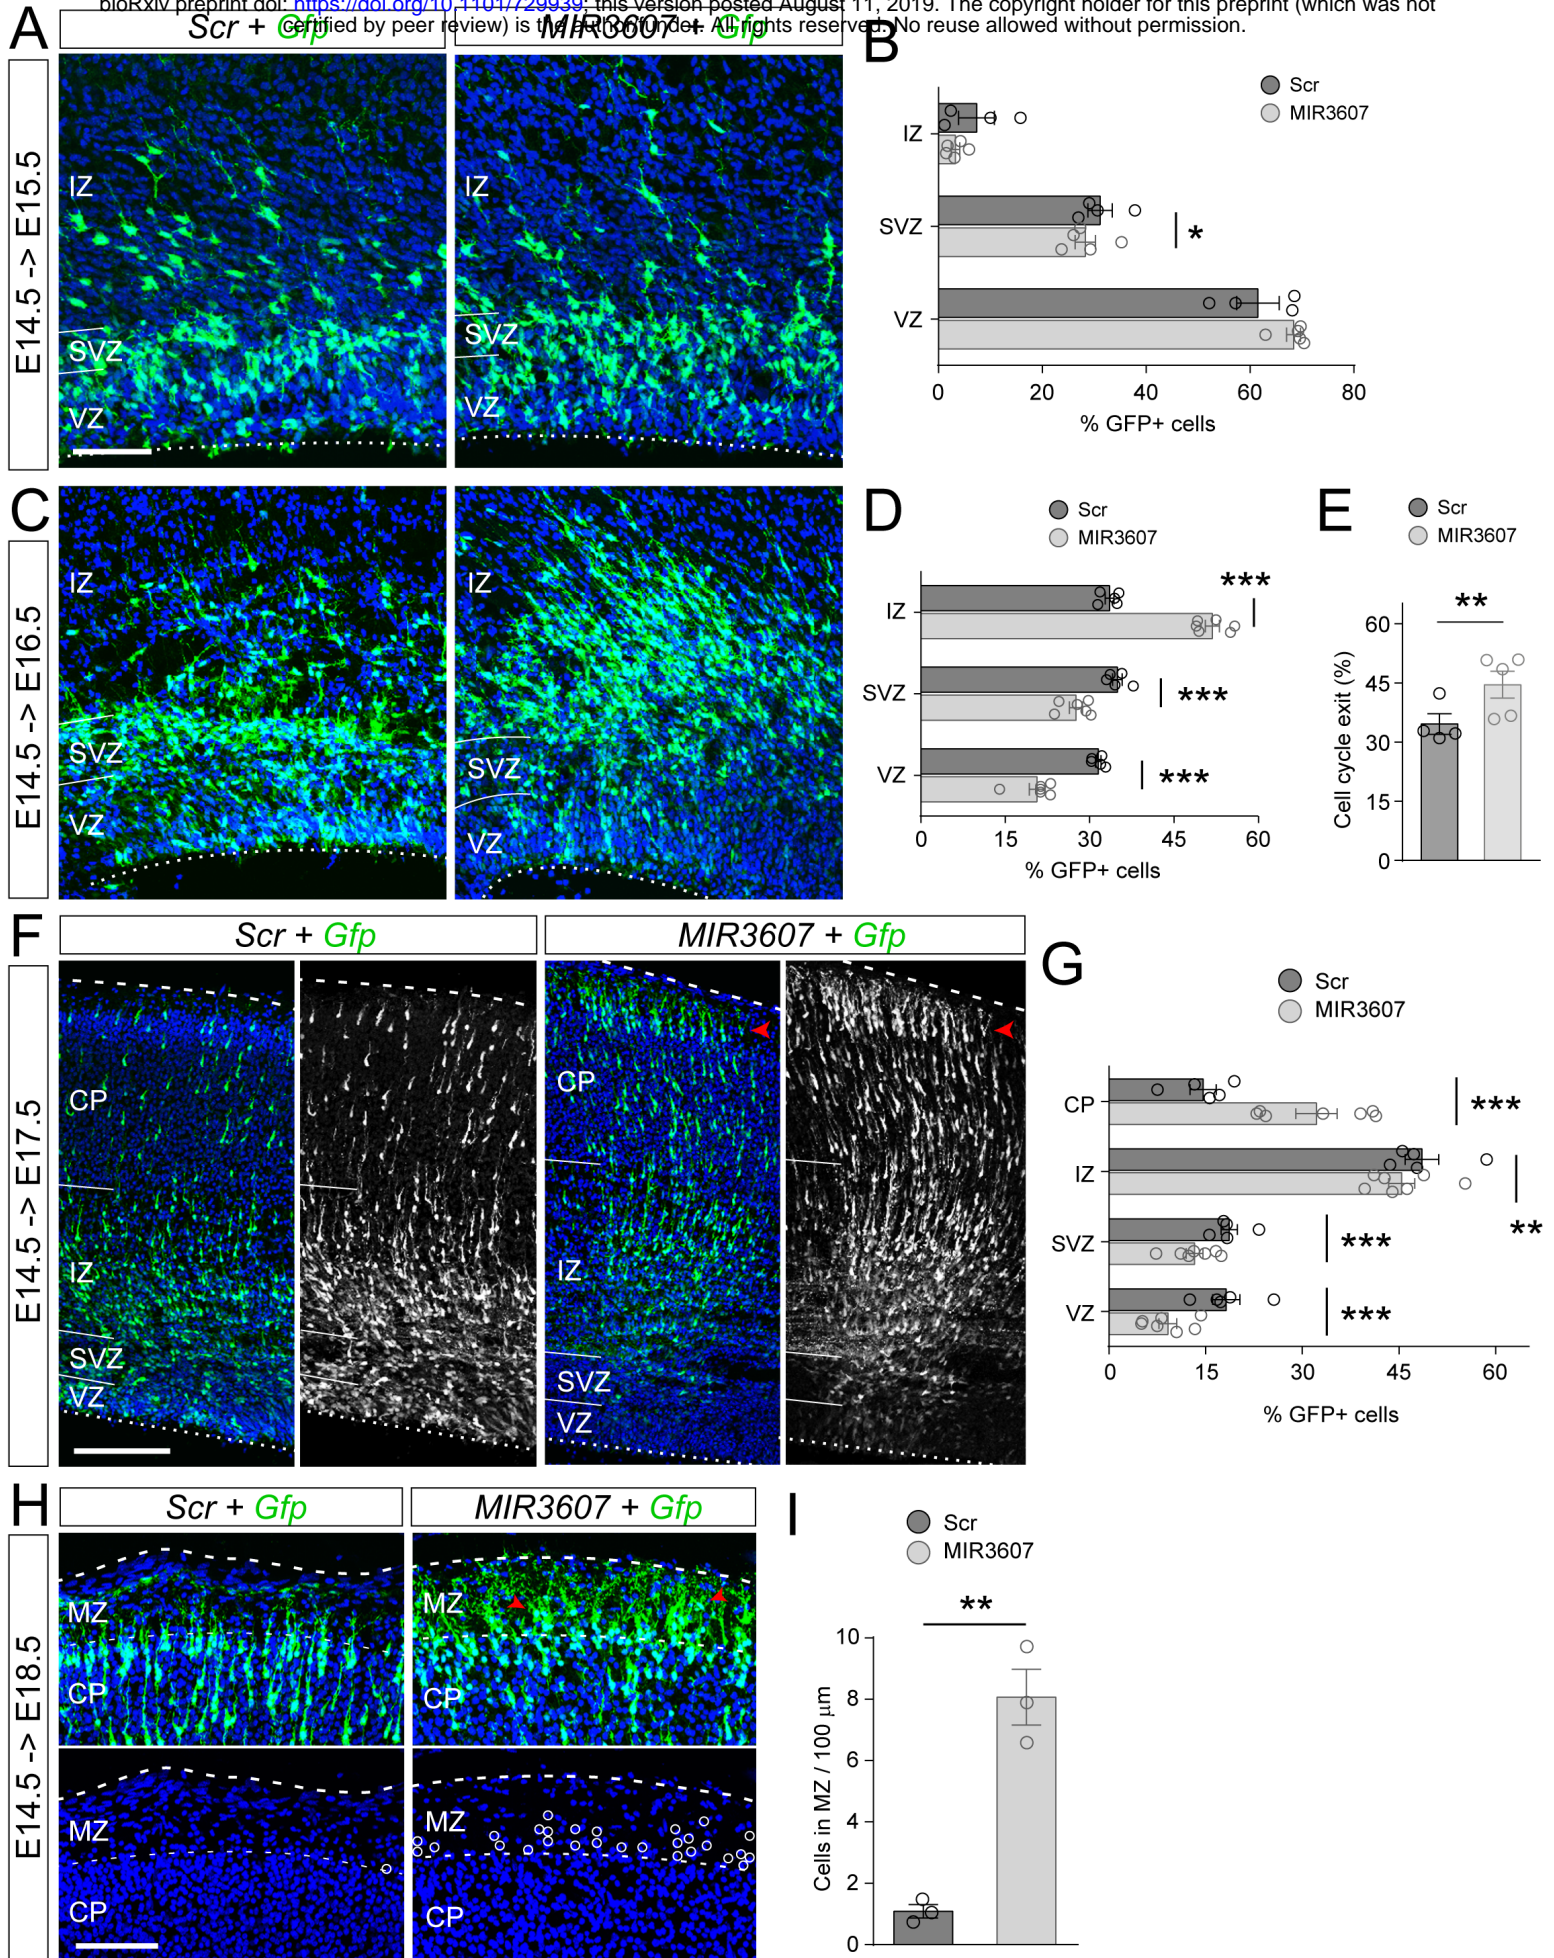 bioRxiv preprint doi: https://doi.org/10.1101/729939; this version posted August 11, 2019. The copyright holder for this preprint (which was not
certified by peer review) is the author/funder. All rights reserved. No reuse allowed without permission.
A
Scr + Gfp
MIR3607 + Gfp
E14.5 -> E15.5
IZ
SVZ
VZ
IZ
SVZ
VZ
B
Scr
MIR3607
IZ
SVZ
*
VZ
0 20 40 60 80
% GFP+ cells
C
E14.5 -> E16.5
IZ
SVZ
VZ
IZ
SVZ
VZ
D
Scr
MIR3607
***
IZ
SVZ
***
VZ
***
0 15 30 45 60
% GFP+ cells
E
Scr
MIR3607
**
Cell cycle exit (%)
60
45
30
15
0
F
Scr + Gfp
MIR3607 + Gfp
E14.5 -> E17.5
CP
IZ
SVZ
VZ
CP
IZ
SVZ
VZ
G
Scr
MIR3607
CP
***
IZ
**
SVZ
***
VZ
***
0 15 30 45 60
% GFP+ cells
H
Scr + Gfp
MIR3607 + Gfp
E14.5 -> E18.5
MZ
CP
MZ
CP
MZ
CP
MZ
CP
I
Scr
MIR3607
**
Cells in MZ / 100 µm
10
8
6
4
2
0